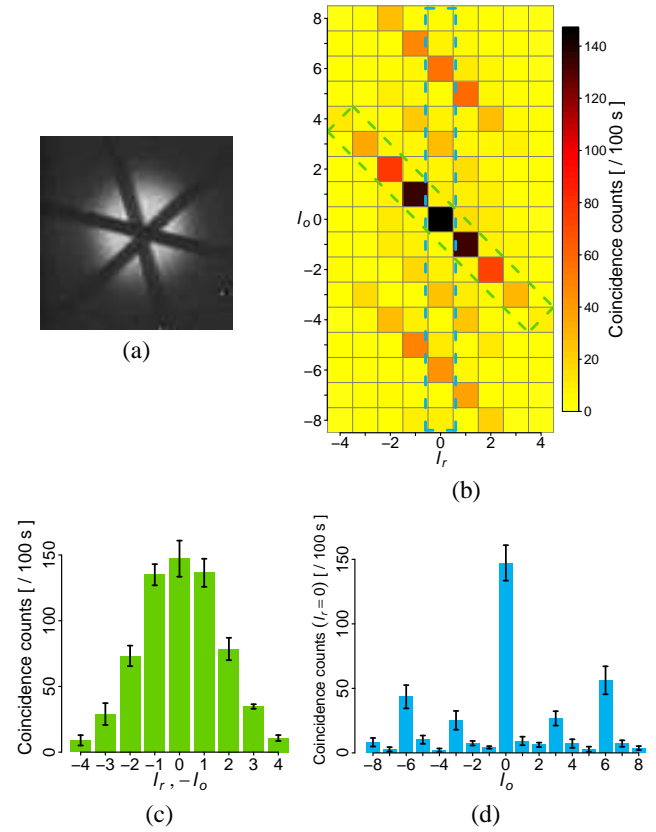 (a)
8
6
4
2
0
−2
−4
−6
−8
l_o
−4 −2 0 2 4
l_r
140
120
100
80
60
40
20
0
Coincidence counts [ / 100 s ]
(b)
Coincidence counts [ / 100 s ]
150
100
50
0
−4 −3 −2 −1 0 1 2 3 4
l_r , −l_o
(c)
Coincidence counts (l_r = 0) [ / 100 s ]
150
100
50
0
−8 −6 −4 −2 0 2 4 6 8
l_o
(d)